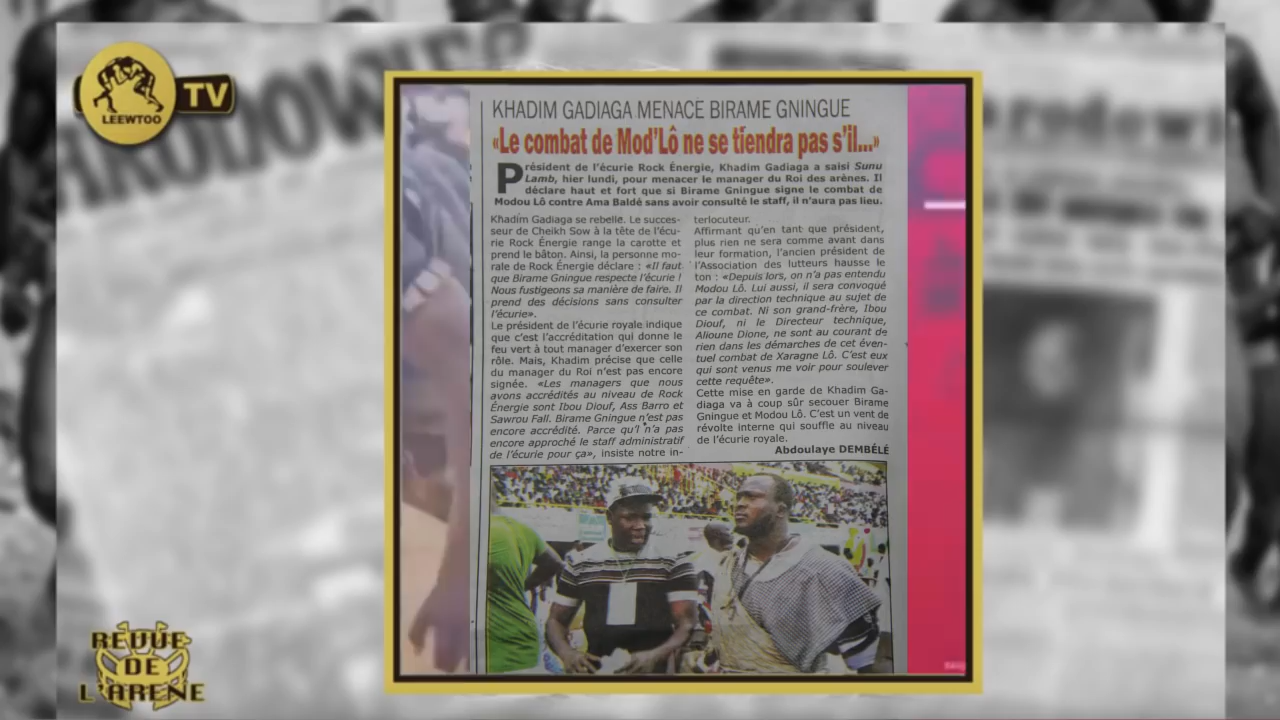 LEEWTOO
TV
KHADIM GADIAGA MENACE BIRAME GNINGUE
«Le combat de Mod'Lô ne se tiendra pas s'il...»
Président de l'écurie Rock Énergie, Khadim Gadiaga a saisi Sunu
Lamb, hier lundi, pour menacer le manager du Roi des arènes. Il
déclare haut et fort que si Birame Gningue signe le combat de
Modou Lô contre Ama Baldé sans avoir consulté le staff, il n'aura pas lieu.
Khadim Gadiaga se rebelle. Le succes-
seur de Cheikh Sow à la tête de l'écu-
rie Rock Énergie range la carotte et
prend le bâton. Ainsi, la personne mo-
rale de Rock Énergie déclare : «Il faut
que Birame Gningue respecte l'écurie !
Nous fustigeons sa manière de faire. Il
prend des décisions sans consulter
l'écurie».
Le président de l'écurie royale indique
que c'est l'accréditation qui donne le
feu vert à tout manager d'exercer son
rôle. Mais, Khadim précise que celle
du manager du Roi n'est pas encore
signée. «Les managers que nous
avons accrédités au niveau de Rock
Énergie sont Ibou Diouf, Ass Barro et
Sawrou Fall. Birame Gningue n'est pas
encore accrédité. Parce qu'l n'a pas
encore approché le staff administratif
de l'écurie pour ça», insiste notre in-
terlocuteur.
Affirmant qu'en tant que président,
plus rien ne sera comme avant dans
leur formation, l'ancien président de
l'Association des lutteurs hausse le
ton : «Depuis lors, on n'a pas entendu
Modou Lô. Lui aussi, il sera convoqué
par la direction technique au sujet de
ce combat. Ni son grand-frère, Ibou
Diouf, ni le Directeur technique,
Alioune Dione, ne sont au courant de
rien dans les démarches de cet éven-
tuel combat de Xaragne Lô. C'est eux
qui sont venus me voir pour soulever
cette requête».
Cette mise en garde de Khadim Ga-
diaga va à coup sûr secouer Birame
Gningue et Modou Lô. C'est un vent de
révolte interne qui souffle au niveau
de l'écurie royale.
Abdoulaye DEMBÉLÉ
REVUE
DE
L'ARENE